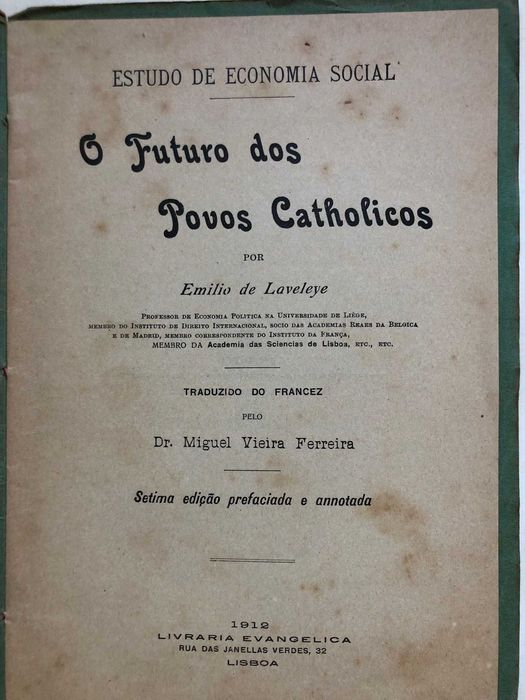 ESTUDO DE ECONOMIA SOCIAL
O Futuro dos
Povos Catholicos
POR
Emilio de Laveleye
PROFESSOR DE ECONOMIA POLITICA NA UNIVERSIDADE DE LIÉGE,
MEMBRO DO INSTITUTO DE DIREITO INTERNACIONAL, SOCIO DAS ACADEMIAS REAES DA BELGICA
E DE MADRID, MEMBRO CORRESPONDENTE DO INSTITUTO DA FRANÇA,
MEMBRO DA Academia das Sciencias de Lisboa, ETC., ETC.
TRADUZIDO DO FRANCEZ
PELO
Dr. Miguel Vieira Ferreira
Setima edição prefaciada e annotada
1912
LIVRARIA EVANGELICA
RUA DAS JANELLAS VERDES, 32
LISBOA